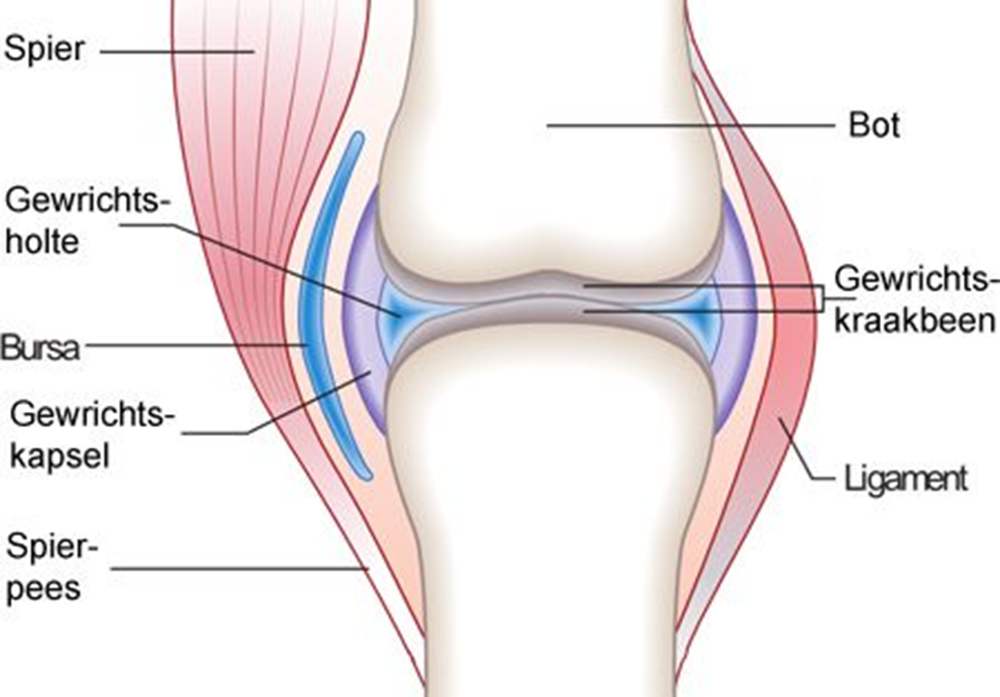 Spier
Gewrichts-
holte
Bursa
Gewrichts-
kapsel
Spier-
pees
Bot
Gewrichts-
kraakbeen
Ligament